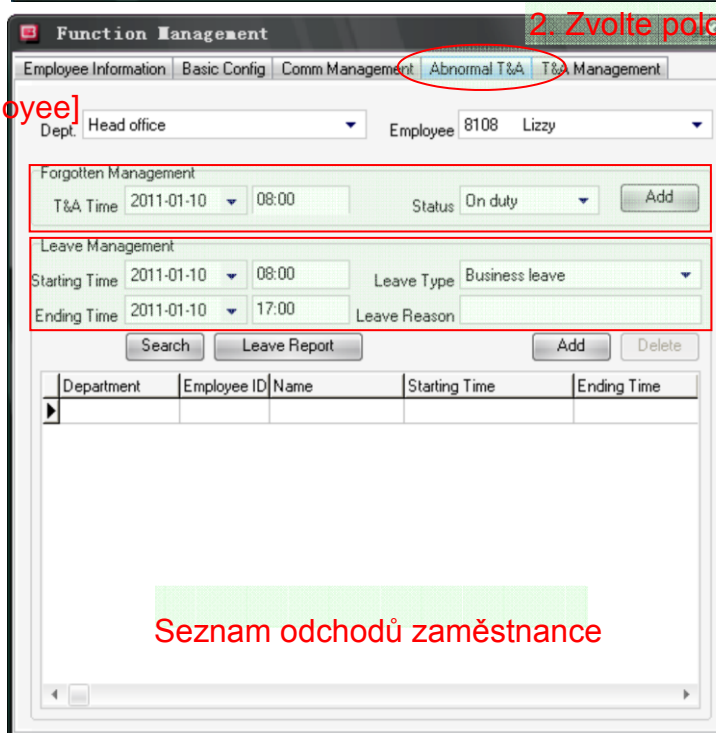 Function Management
2. Zvolte polo
Employee Information Basic Config Comm Management Abnormal T&A T&A Management
oyee]
Dept. Head office Employee 8108 Lizzy
Forgotten Management
T&A Time 2011-01-10 08:00 Status On duty Add
Leave Management
Starting Time 2011-01-10 08:00 Leave Type Business leave
Ending Time 2011-01-10 17:00 Leave Reason
Search Leave Report Add Delete
Department Employee ID Name Starting Time Ending Time
Seznam odchodů zaměstnance